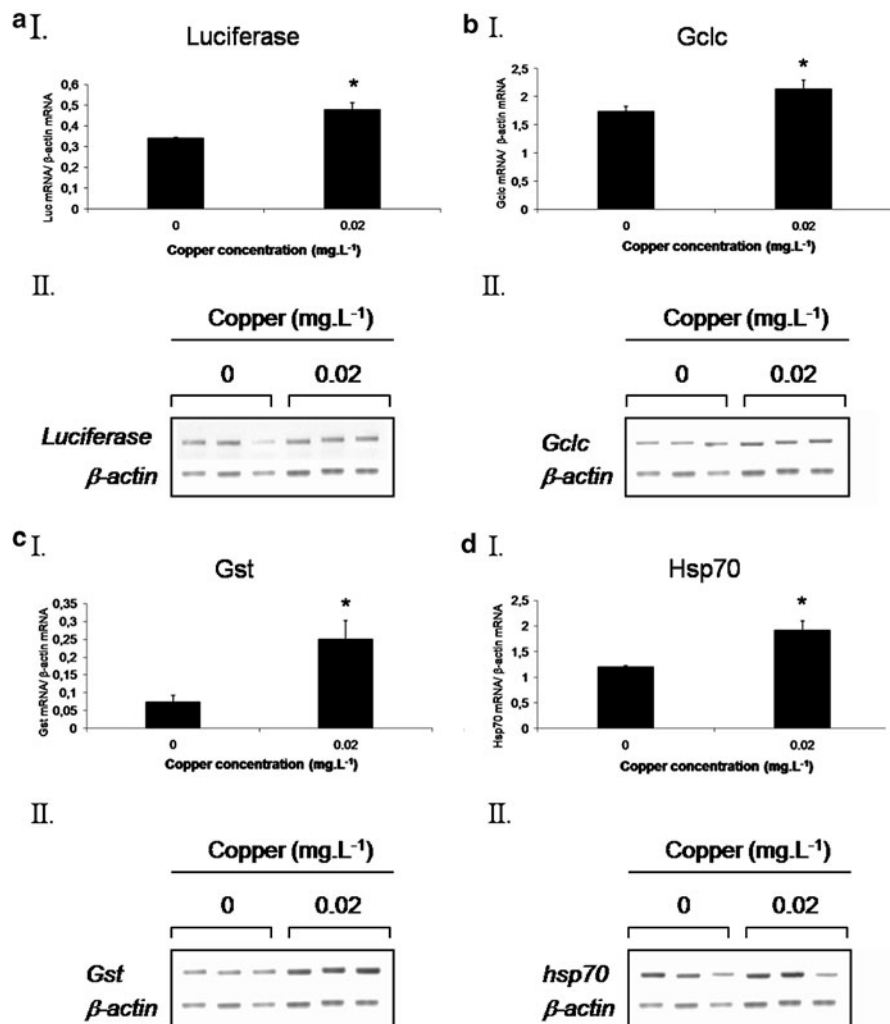 a I.
Luciferase
Luc mRNA/ β-actin mRNA
0,6
0,5
0,4
0,3
0,2
0,1
0
*
0
0.02
Copper concentration (mg.L⁻¹)
II.
Copper (mg.L⁻¹)
0
0.02
Luciferase
β-actin
b I.
Gclc
Gclc mRNA/ β-actin mRNA
2,5
2
1,5
1
0,5
0
*
0
0.02
Copper concentration (mg.L⁻¹)
II.
Copper (mg.L⁻¹)
0
0.02
Gclc
β-actin
c I.
Gst
Gst mRNA/ β-actin mRNA
0,35
0,3
0,25
0,2
0,15
0,1
0,05
0
*
0
0.02
Copper concentration (mg.L⁻¹)
II.
Copper (mg.L⁻¹)
0
0.02
Gst
β-actin
d I.
Hsp70
Hsp70 mRNA/ β-actin mRNA
2,5
2
1,5
1
0,5
0
*
0
0.02
Copper concentration (mg.L⁻¹)
II.
Copper (mg.L⁻¹)
0
0.02
hsp70
β-actin